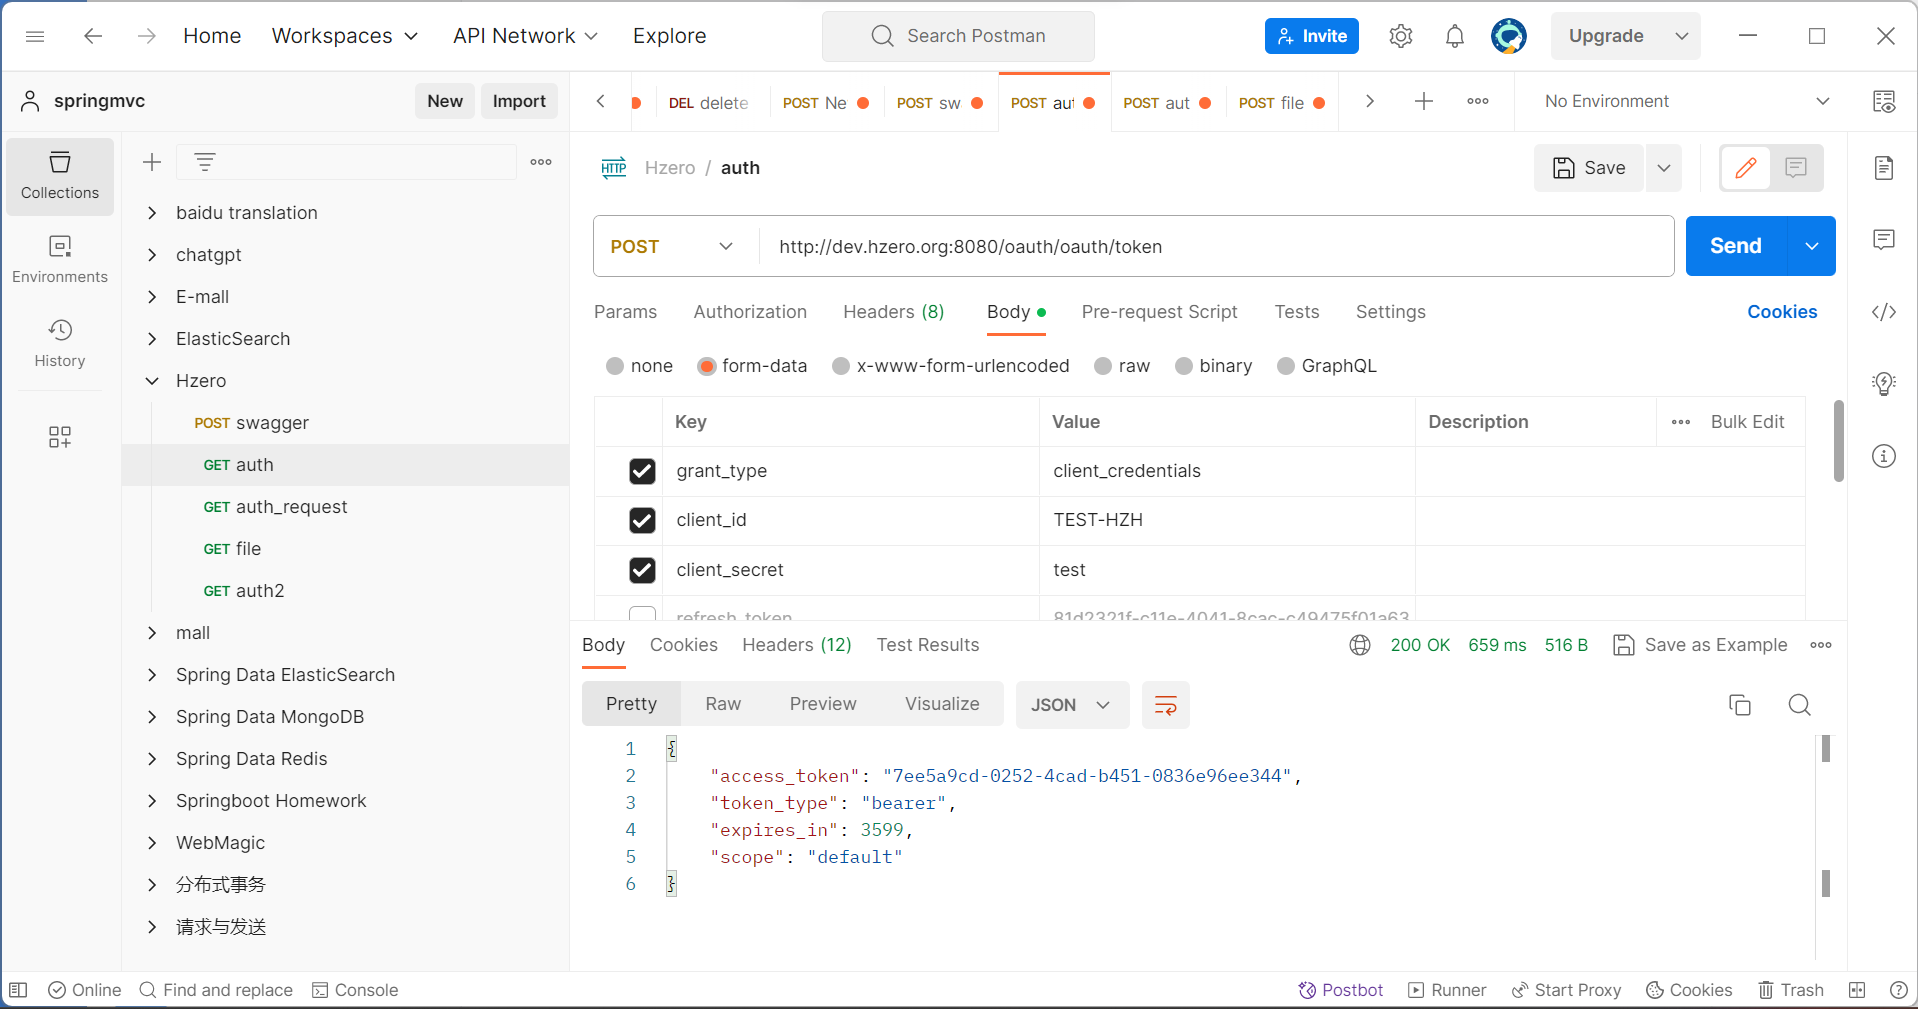 Home Workspaces API Network Explore Search Postman Invite Upgrade
springmvc New Import
DEL delete POST Ne POST sw POST aut POST aut POST file No Environment
Collections
Environments
History
baidu translation
chatgpt
E-mall
ElasticSearch
Hzero
POST swagger
GET auth
GET auth_request
GET file
GET auth2
mall
Spring Data ElasticSearch
Spring Data MongoDB
Spring Data Redis
Springboot Homework
WebMagic
分布式事务
请求与发送
HTTP Hzero / auth Save
POST http://dev.hzero.org:8080/oauth/oauth/token Send
Params Authorization Headers (8) Body Pre-request Script Tests Settings Cookies
none form-data x-www-form-urlencoded raw binary GraphQL
Key Value Description Bulk Edit
grant_type client_credentials
client_id TEST-HZH
client_secret test
refresh_token 81d2321f-c11e-4041-8cac-c49475f01a63
Body Cookies Headers (12) Test Results 200 OK 659 ms 516 B Save as Example
Pretty Raw Preview Visualize JSON
1 {
2 "access_token": "7ee5a9cd-0252-4cad-b451-0836e96ee344",
3 "token_type": "bearer",
4 "expires_in": 3599,
5 "scope": "default"
6 }
Online Find and replace Console Postbot Runner Start Proxy Cookies Trash